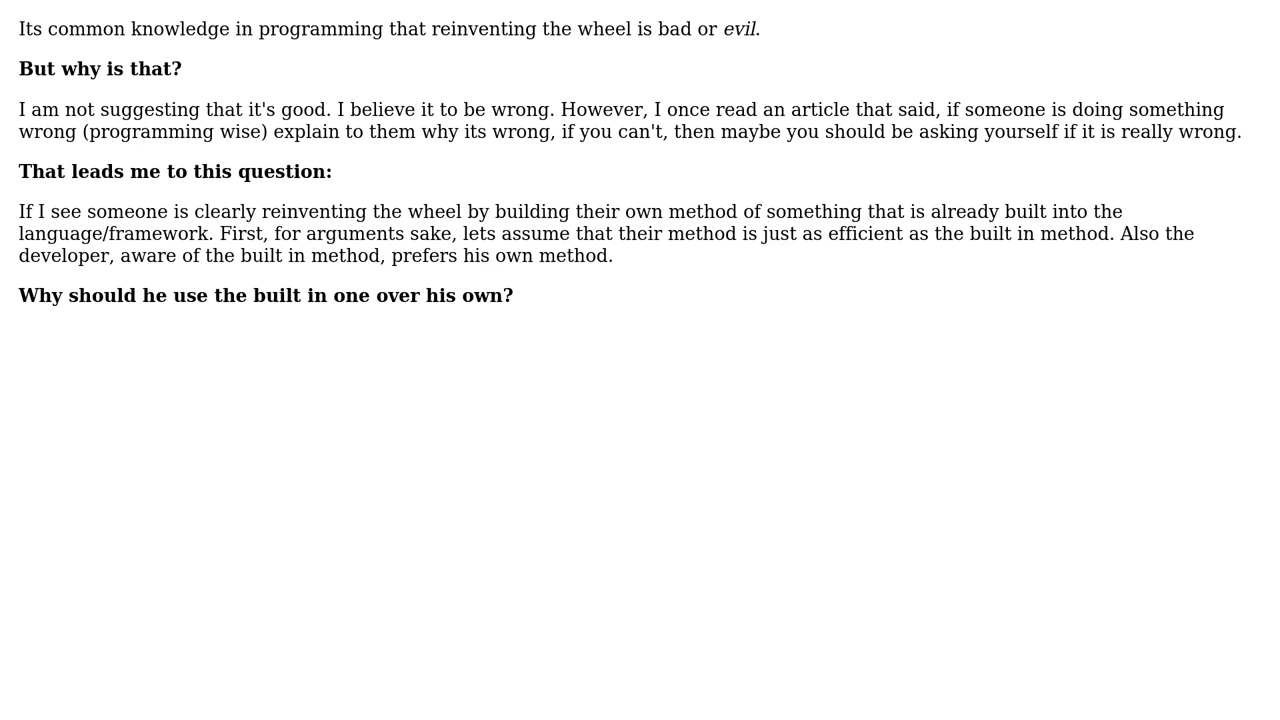 Its common knowledge in programming that reinventing the wheel is bad or evil.
But why is that?
I am not suggesting that it's good. I believe it to be wrong. However, I once read an article that said, if someone is doing something
wrong (programming wise) explain to them why its wrong, if you can't, then maybe you should be asking yourself if it is really wrong.
That leads me to this question:
If I see someone is clearly reinventing the wheel by building their own method of something that is already built into the
language/framework. First, for arguments sake, lets assume that their method is just as efficient as the built in method. Also the
developer, aware of the built in method, prefers his own method.
Why should he use the built in one over his own?